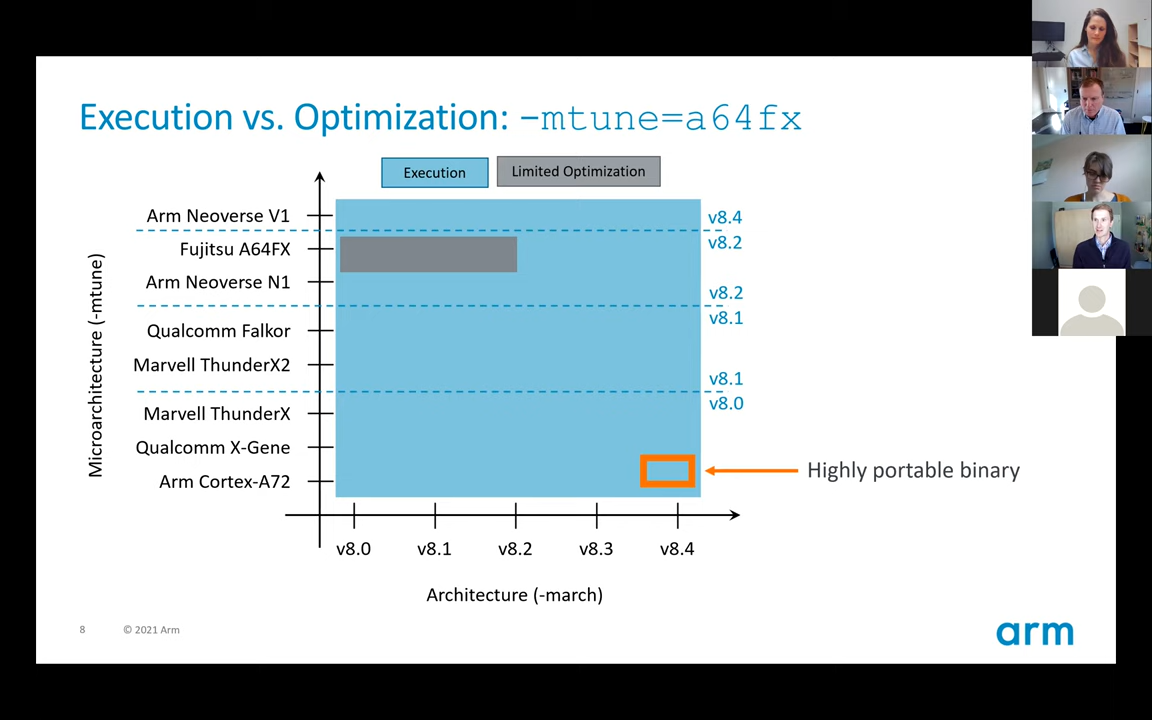 Execution vs. Optimization: -mtune=a64fx
Execution
Limited Optimization
Microarchitecture (-mtune)
Arm Neoverse V1
v8.4
v8.2
Fujitsu A64FX
Arm Neoverse N1
v8.2
v8.1
Qualcomm Falkor
Marvell ThunderX2
v8.1
v8.0
Marvell ThunderX
Qualcomm X-Gene
Arm Cortex-A72
Highly portable binary
v8.0
v8.1
v8.2
v8.3
v8.4
Architecture (-march)
8
© 2021 Arm
arm